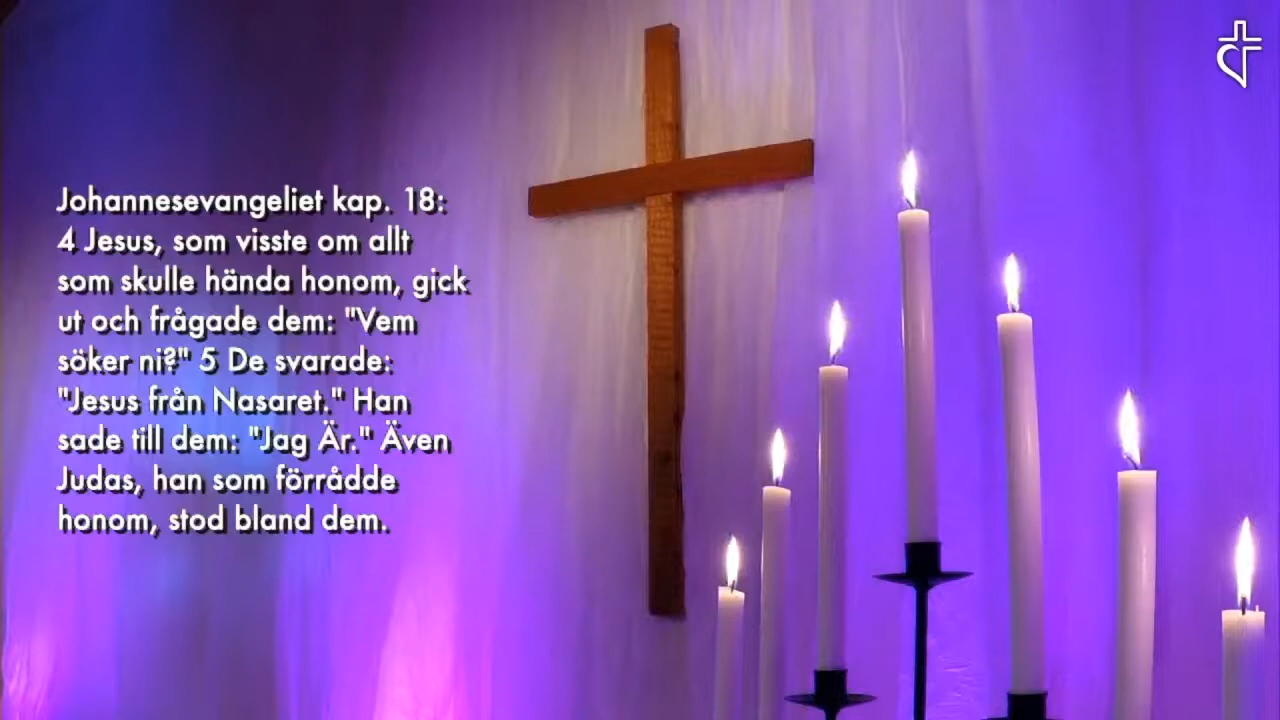 Johannesevangeliet kap. 18:
4 Jesus, som visste om allt
som skulle hända honom, gick
ut och frågade dem: "Vem
söker ni?" 5 De svarade:
"Jesus från Nasaret." Han
sade till dem: "Jag Är." Även
Judas, han som förrådde
honom, stod bland dem.